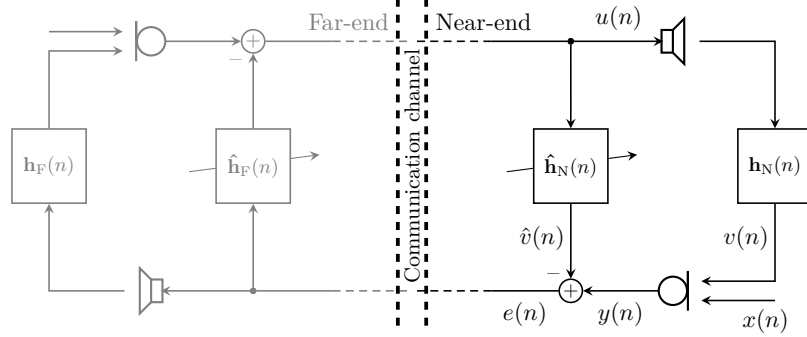 Far-end
Near-end
u(n)
−
Communication channel
h_F(n)
ĥ_F(n)
ĥ_N(n)
h_N(n)
v̂(n)
v(n)
−
e(n)
y(n)
x(n)